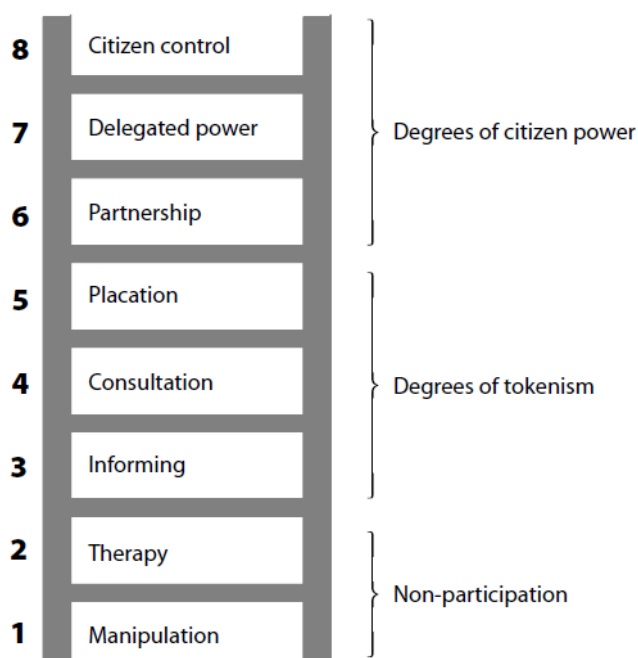 8 Citizen control
7 Delegated power
Degrees of citizen power
6 Partnership
5 Placation
4 Consultation
Degrees of tokenism
3 Informing
2 Therapy
Non-participation
1 Manipulation